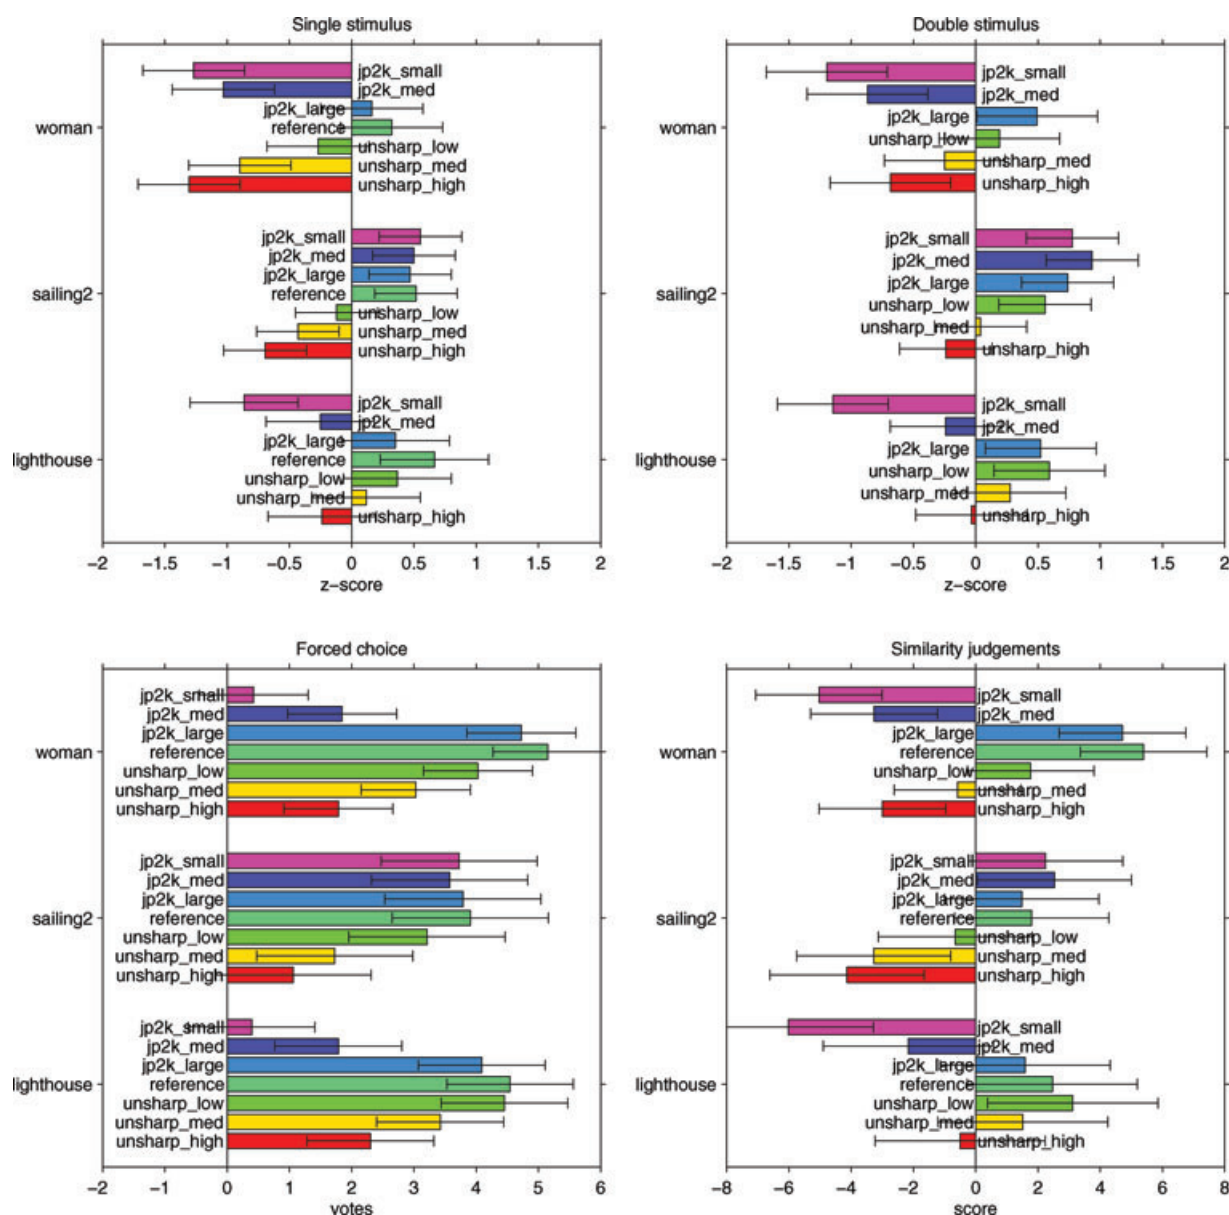 Single stimulus
jp2k_small
jp2k_med
jp2k_large
woman reference
unsharp_low
unsharp_med
unsharp_high
jp2k_small
jp2k_med
jp2k_large
sailing2 reference
unsharp_low
unsharp_med
unsharp_high
jp2k_small
jp2k_med
jp2k_large
lighthouse reference
unsharp_low
unsharp_med
unsharp_high
−2 −1.5 −1 −0.5 0 0.5 1 1.5 2
z−score
Double stimulus
jp2k_small
jp2k_med
jp2k_large
woman
unsharp_low
unsharp_med
unsharp_high
jp2k_small
jp2k_med
jp2k_large
sailing2
unsharp_low
unsharp_med
unsharp_high
jp2k_small
jp2k_med
jp2k_large
lighthouse
unsharp_low
unsharp_med
unsharp_high
−2 −1.5 −1 −0.5 0 0.5 1 1.5 2
z−score
Forced choice
jp2k_small
jp2k_med
jp2k_large
woman reference
unsharp_low
unsharp_med
unsharp_high
jp2k_small
jp2k_med
jp2k_large
sailing2 reference
unsharp_low
unsharp_med
unsharp_high
jp2k_small
jp2k_med
jp2k_large
lighthouse reference
unsharp_low
unsharp_med
unsharp_high
−2 −1 0 1 2 3 4 5 6
votes
Similarity judgements
jp2k_small
jp2k_med
jp2k_large
woman reference
unsharp_low
unsharp_med
unsharp_high
jp2k_small
jp2k_med
jp2k_large
sailing2 reference
unsharp_low
unsharp_med
unsharp_high
jp2k_small
jp2k_med
jp2k_large
lighthouse reference
unsharp_low
unsharp_med
unsharp_high
−8 −6 −4 −2 0 2 4 6 8
score